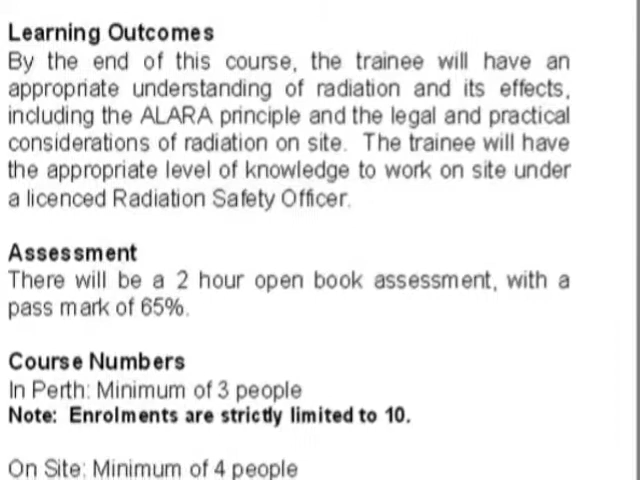 Learning Outcomes
By the end of this course, the trainee will have an
appropriate understanding of radiation and its effects,
including the ALARA principle and the legal and practical
considerations of radiation on site. The trainee will have
the appropriate level of knowledge to work on site under
a licenced Radiation Safety Officer.
Assessment
There will be a 2 hour open book assessment, with a
pass mark of 65%.
Course Numbers
In Perth: Minimum of 3 people
Note: Enrolments are strictly limited to 10.
On Site: Minimum of 4 people